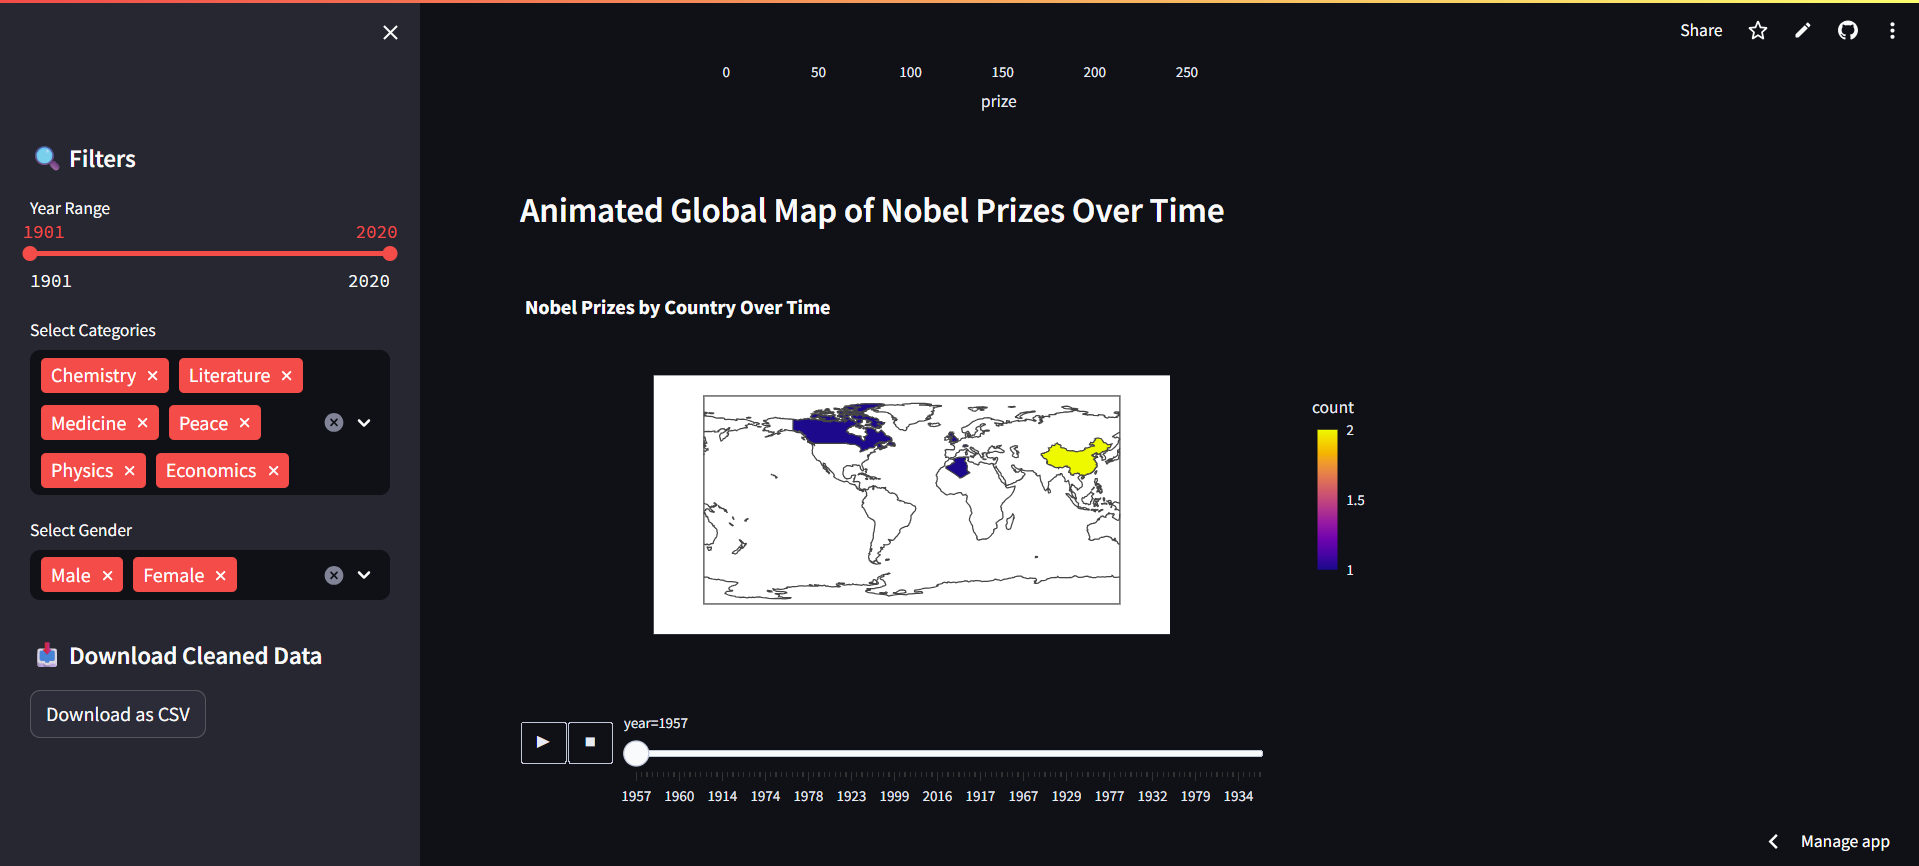 Share
0 50 100 150 200 250
prize
Filters
Year Range
1901 2020
1901 2020
Select Categories
Chemistry Literature
Medicine Peace
Physics Economics
Select Gender
Male Female
Download Cleaned Data
Download as CSV
Animated Global Map of Nobel Prizes Over Time
Nobel Prizes by Country Over Time
count
2
1.5
1
year=1957
1957 1960 1914 1974 1978 1923 1999 2016 1917 1967 1929 1977 1932 1979 1934
Manage app